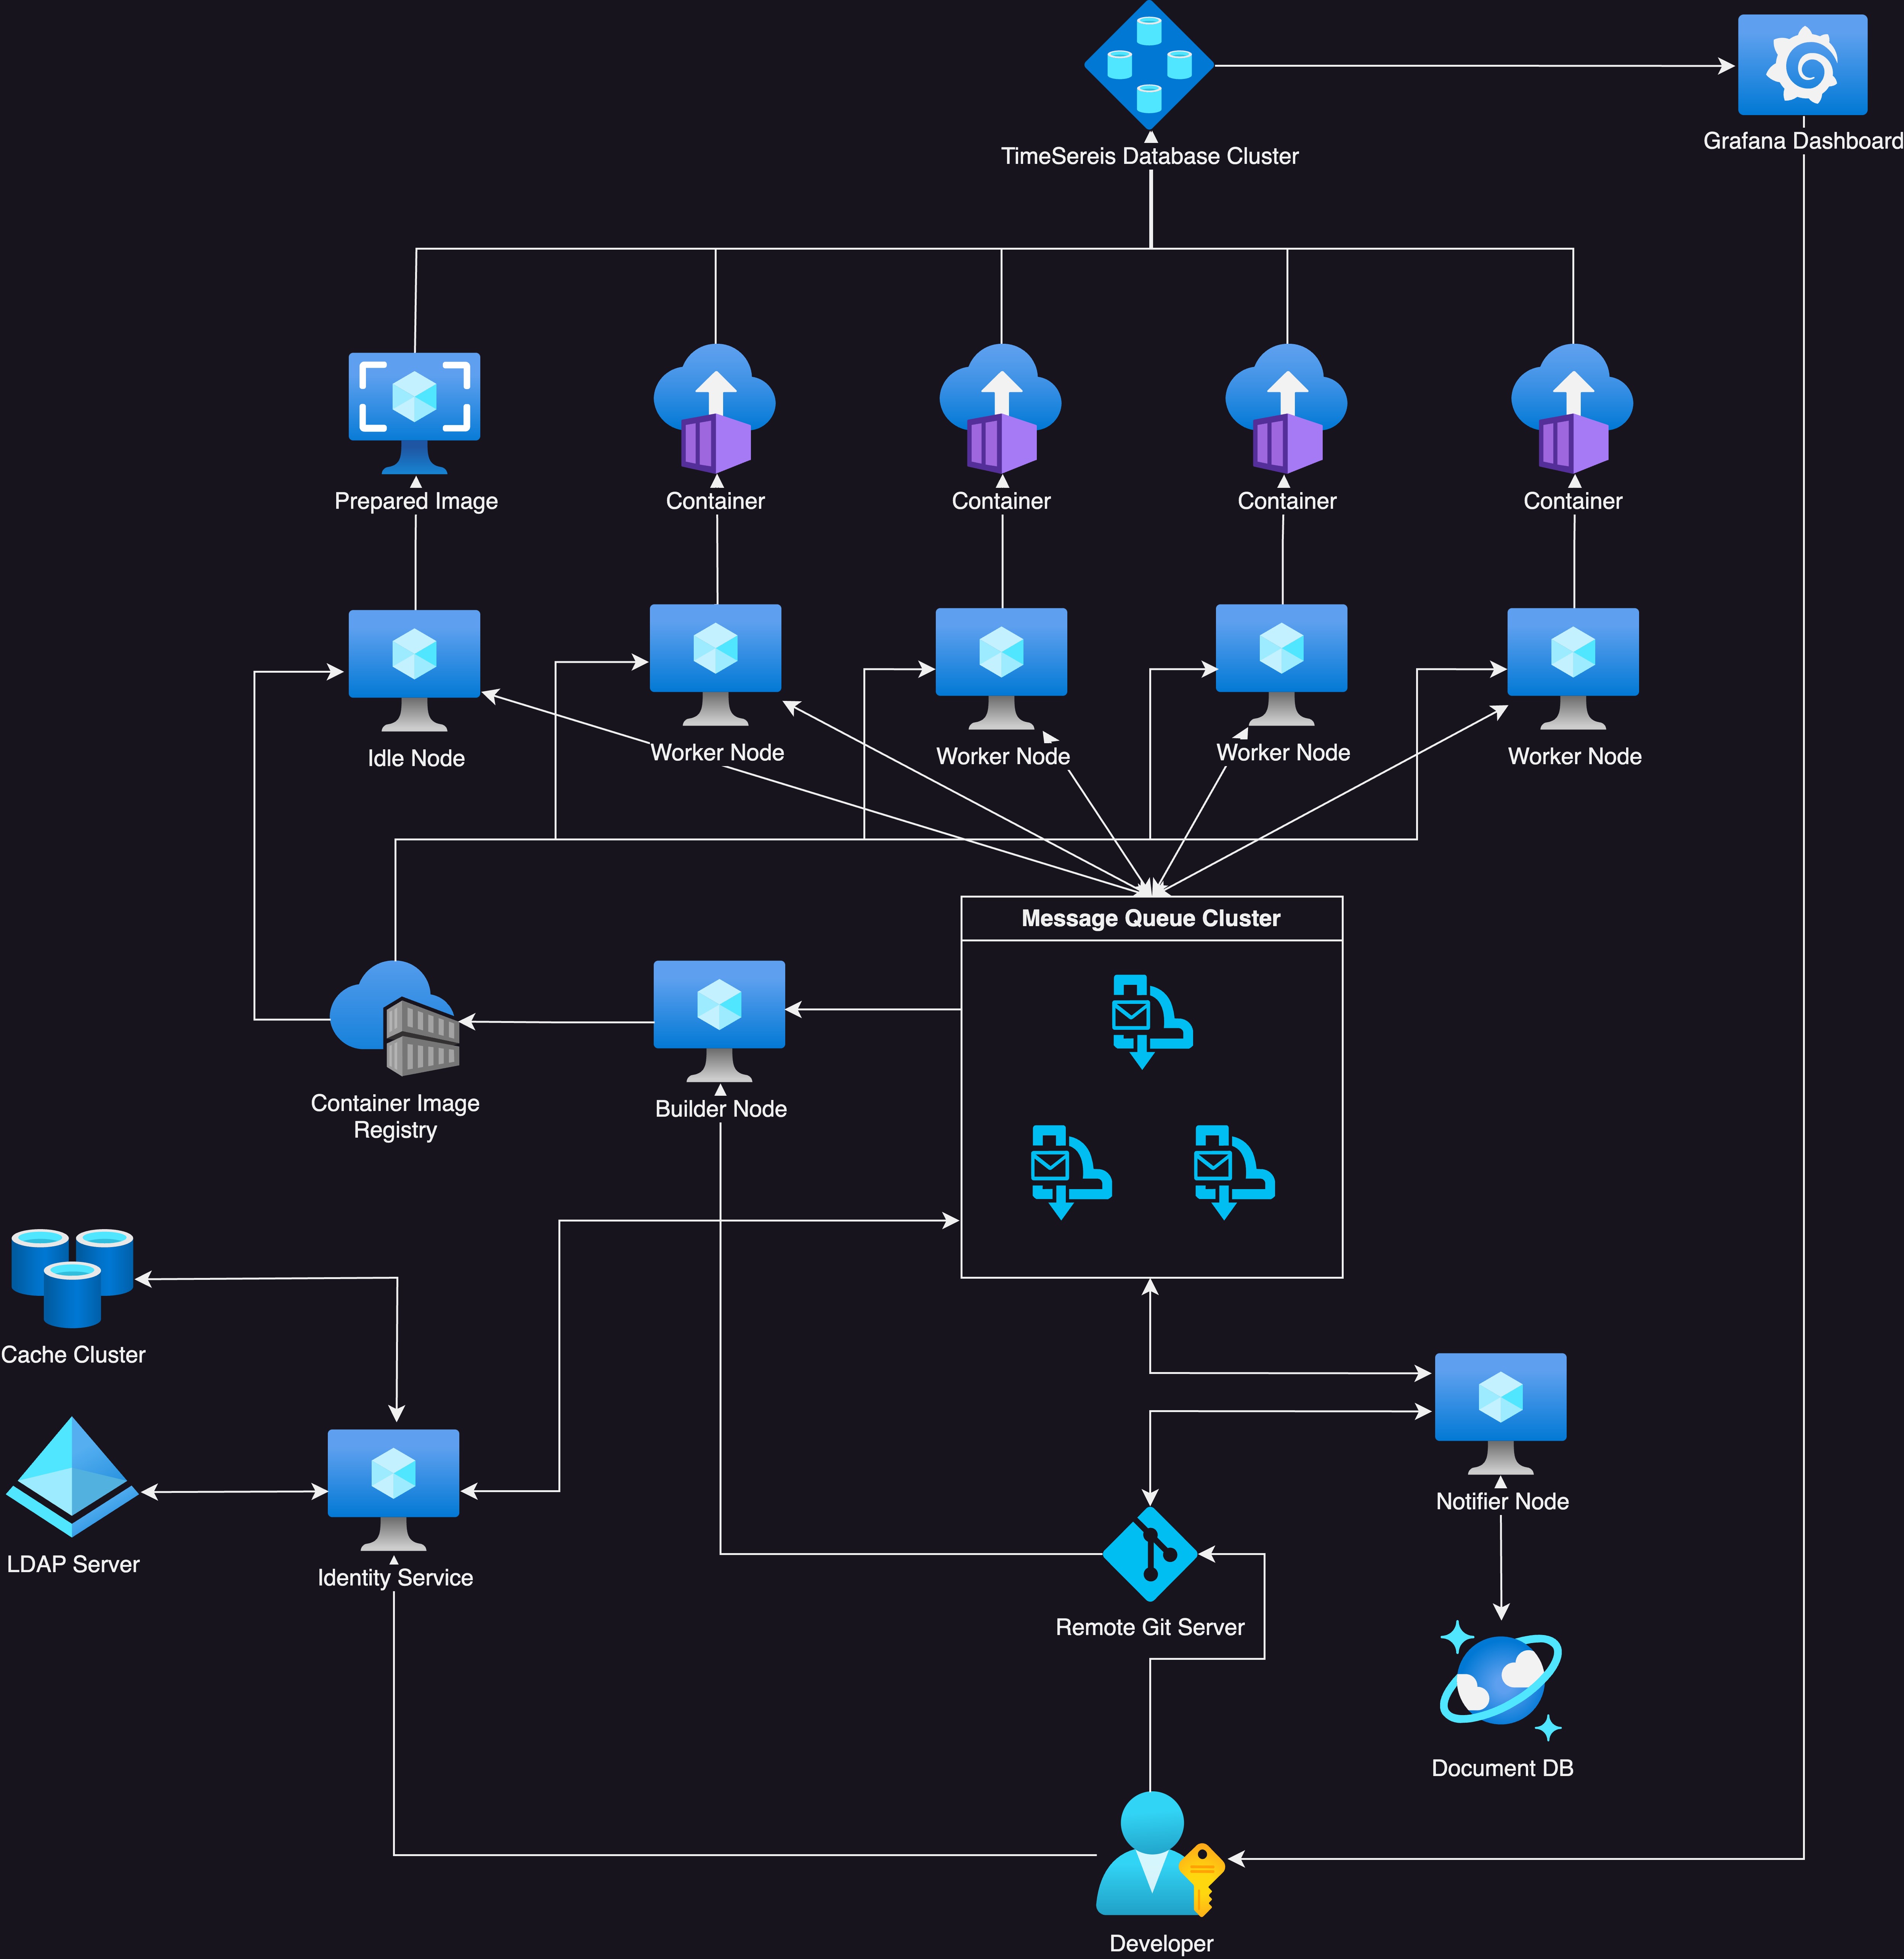 TimeSereis Database Cluster
Grafana Dashboard
Prepared Image
Container
Container
Container
Container
Idle Node
Worker Node
Worker Node
Worker Node
Worker Node
Message Queue Cluster
Container Image
Registry
Builder Node
Cache Cluster
LDAP Server
Identity Service
Notifier Node
Remote Git Server
Document DB
Developer